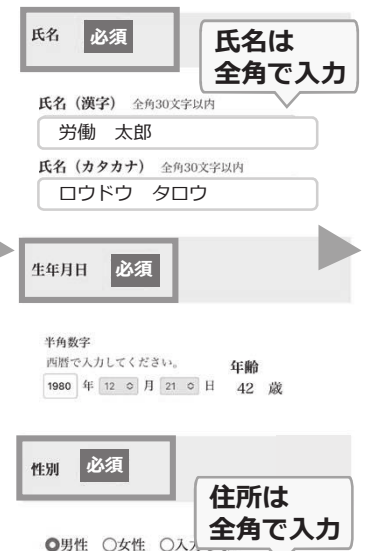 氏名 必須
氏名は
全角で入力
氏名（漢字） 全角30文字以内
労働 太郎
氏名（カタカナ） 全角30文字以内
ロウドウ タロウ
生年月日 必須
半角数字
西暦で入力してください。 年齢
1980 年 12 月 21 日 42 歳
性別 必須
住所は
全角で入力
男性 女性 入力